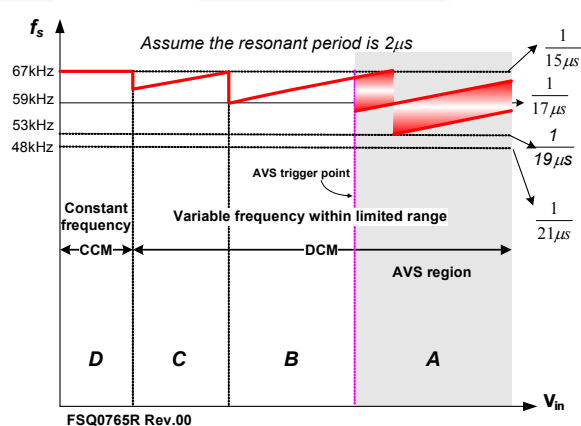 fs
Assume the resonant period is 2μs
67kHz
59kHz
53kHz
48kHz
1
15μs
1
17μs
1
19μs
1
21μs
AVS trigger point
Constant
frequency
Variable frequency within limited range
CCM
DCM
AVS region
D
C
B
A
Vin
FSQ0765R Rev.00